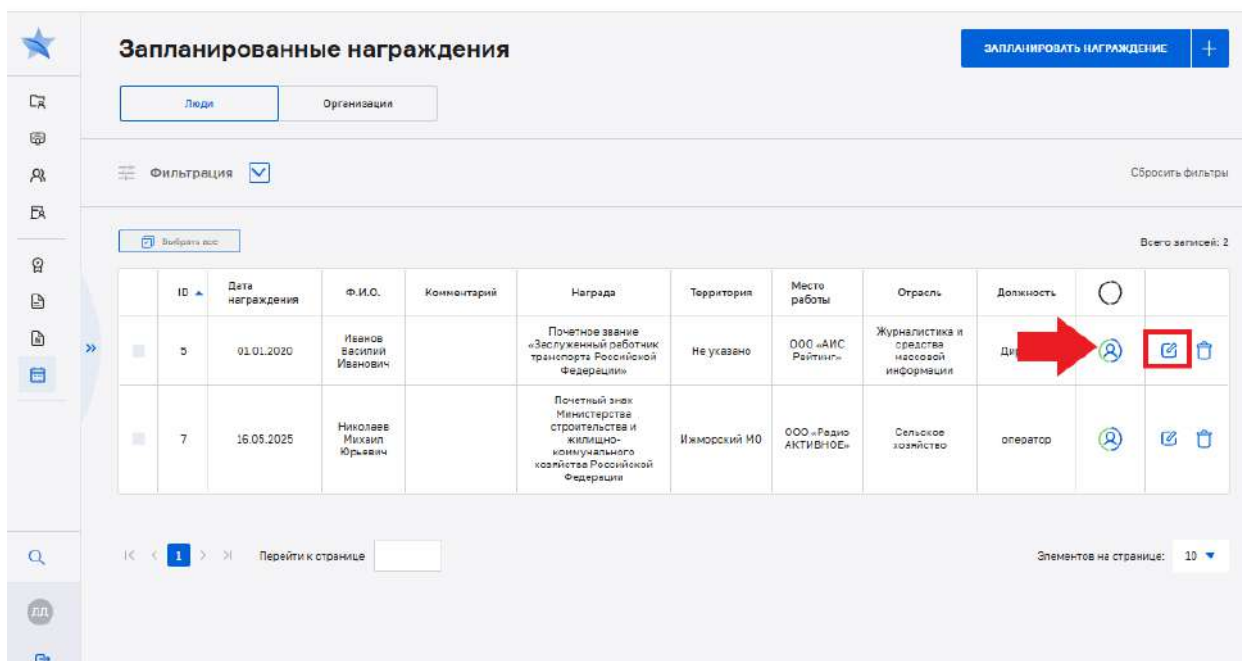 Запланированные награждения
ЗАПЛАНИРОВАТЬ НАГРАЖДЕНИЕ
Люди
Организации
Фильтрация
Сбросить фильтры
Выбрать все
Всего записей: 2
ID
Дата
награждения
Ф.И.О.
Комментарий
Награда
Территория
Место
работы
Отрасль
Должность
5
01.01.2020
Иванов
Василий
Иванович
Почетное звание
«Заслуженный работник
транспорта Российской
Федерации»
Не указано
ООО «АИС
Рейтинг»
Журналистика и
средства
массовой
информации
7
16.05.2025
Николаев
Михаил
Юрьевич
Почетный знак
Министерства
строительства и
жилищно-
коммунального
хозяйства Российской
Федерации
Ижморский МО
ООО «Радио
АКТИВНОЕ»
Сельское
хозяйство
оператор
1
Перейти к странице
Элементов на странице:
10
ЛЛ